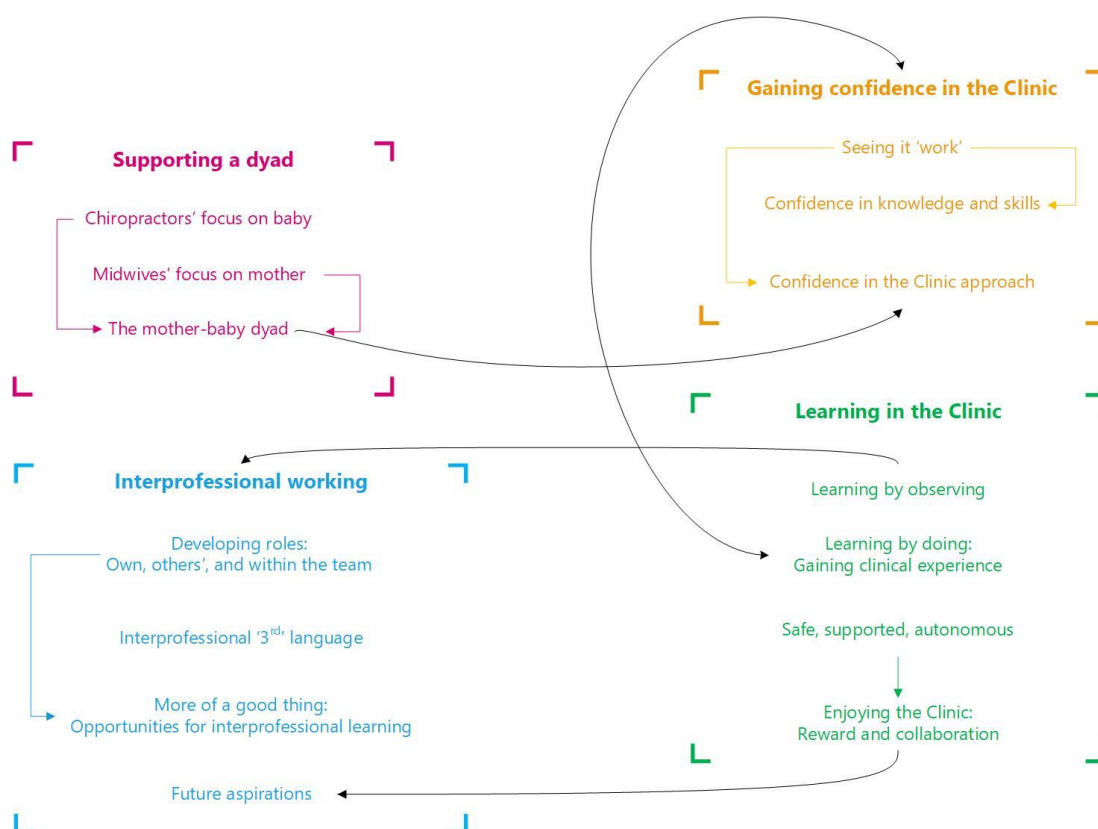 Supporting a dyad
Chiropractors’ focus on baby
Midwives’ focus on mother
The mother-baby dyad
Gaining confidence in the Clinic
Seeing it ‘work’
Confidence in knowledge and skills
Confidence in the Clinic approach
Interprofessional working
Developing roles:
Own, others’, and within the team
Interprofessional ‘3rd’ language
More of a good thing:
Opportunities for interprofessional learning
Future aspirations
Learning in the Clinic
Learning by observing
Learning by doing:
Gaining clinical experience
Safe, supported, autonomous
Enjoying the Clinic:
Reward and collaboration